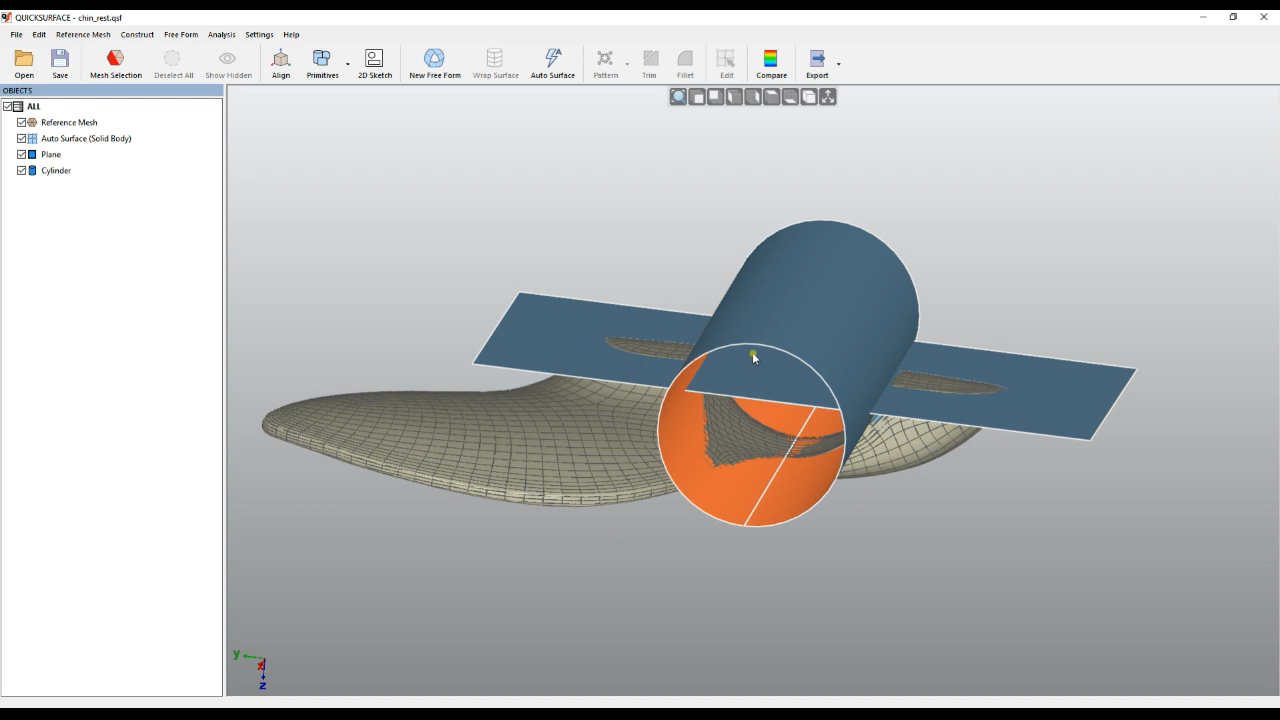 QUICKSURFACE - chin_rest.qsf
File Edit Reference Mesh Construct Free Form Analysis Settings Help
Open Save Mesh Selection Deselect All Show Hidden Align Primitives 2D Sketch New Free Form Wrap Surface Auto Surface Pattern Trim Fillet Edit Compare Export
OBJECTS
ALL
Reference Mesh
Auto Surface (Solid Body)
Plane
Cylinder
y x
z